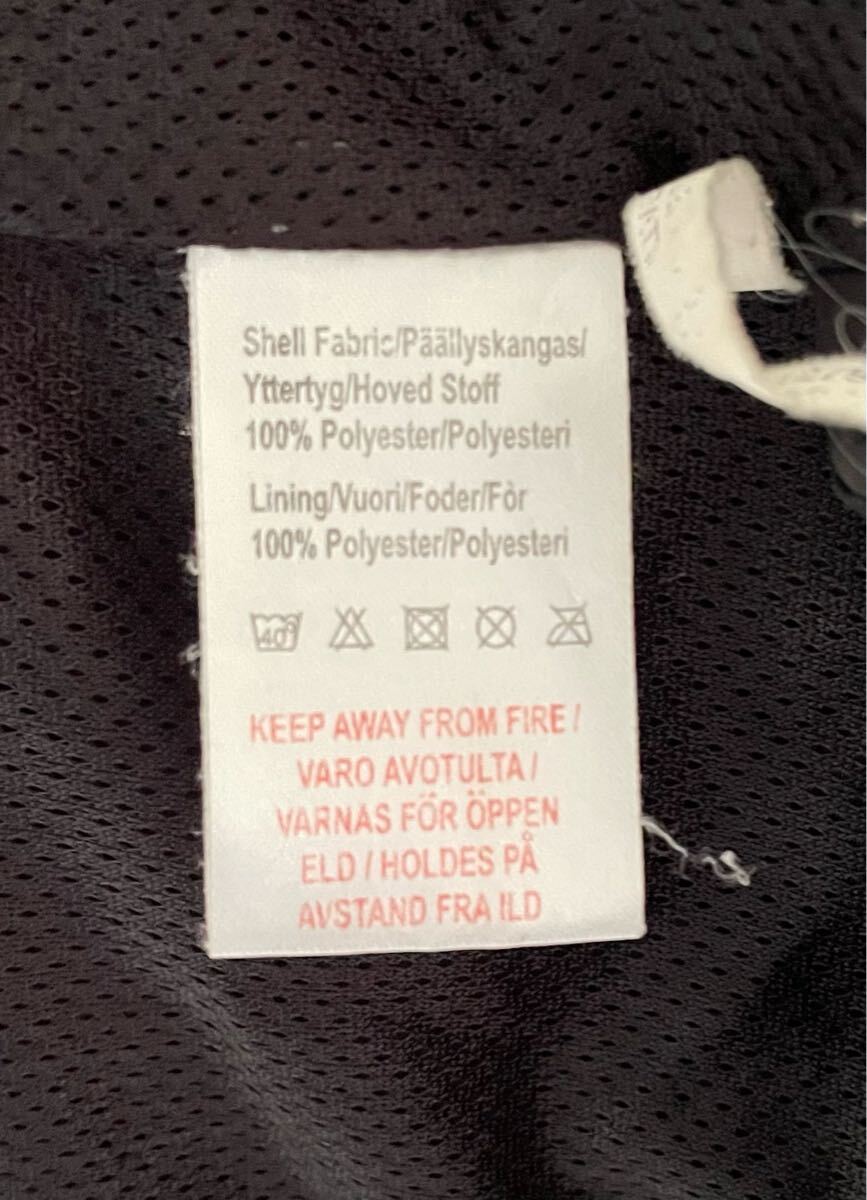 Shell Fabric/Päällyskangas/
Yttertyg/Hoved Stoff
100% Polyester/Polyesteri
Lining/Vuori/Foder/Fòr
100% Polyester/Polyesteri
40°
KEEP AWAY FROM FIRE /
VARO AVOTULTA /
VARNAS FÖR ÖPPEN
ELD / HOLDES PÅ
AVSTAND FRA ILD